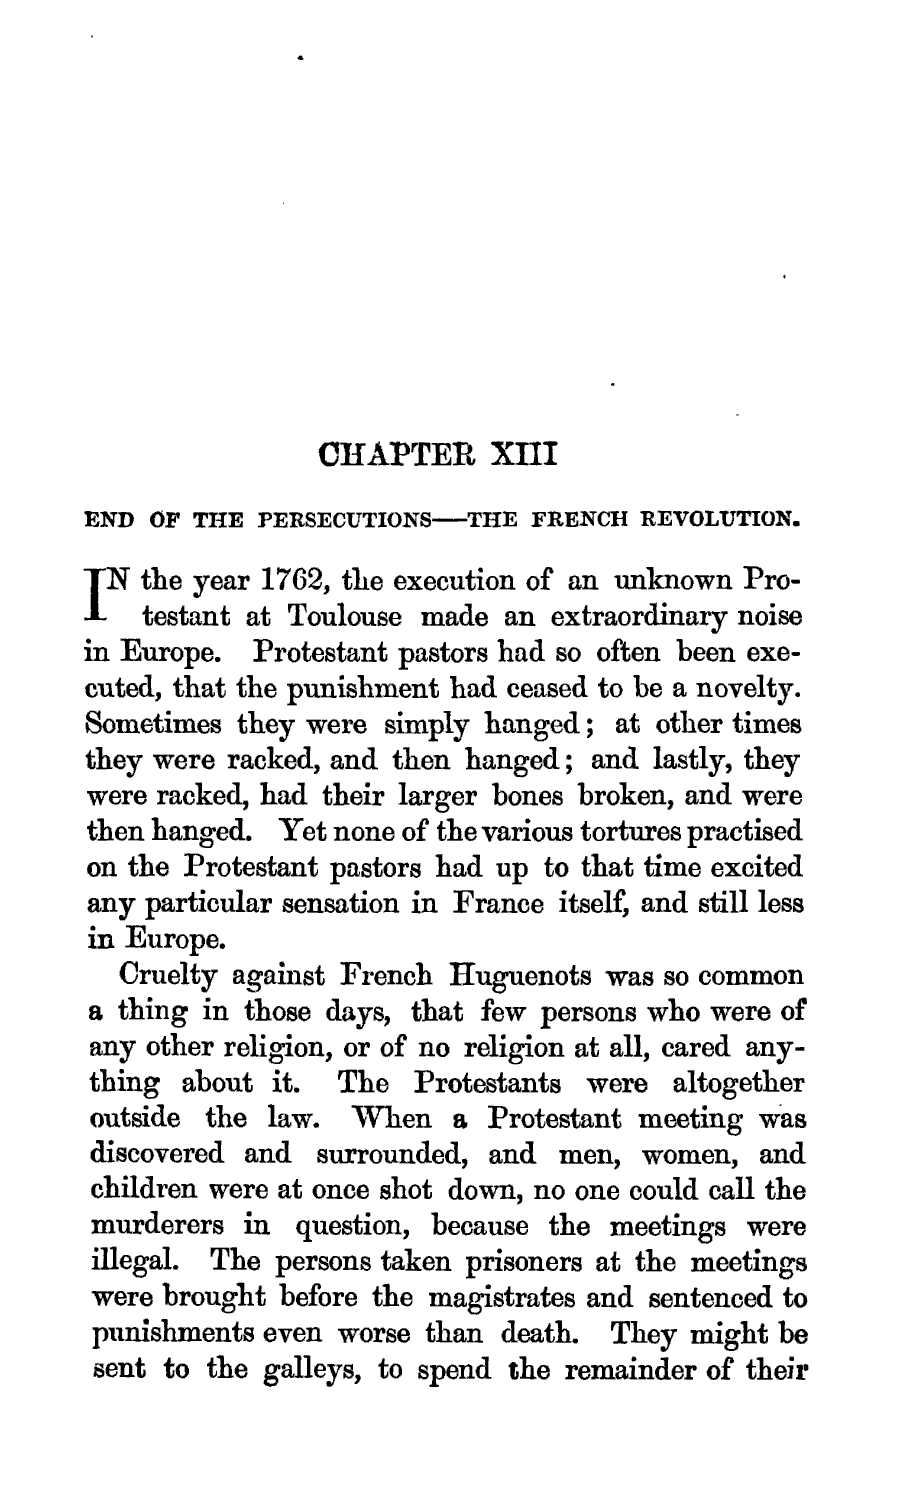 CHAPTER XIII
END OF THE PERSECUTIONS—THE FRENCH REVOLUTION.
IN the year 1762, the execution of an unknown Pro-
testant at Toulouse made an extraordinary noise
in Europe. Protestant pastors had so often been exe-
cuted, that the punishment had ceased to be a novelty.
Sometimes they were simply hanged; at other times
they were racked, and then hanged; and lastly, they
were racked, had their larger bones broken, and were
then hanged. Yet none of the various tortures practised
on the Protestant pastors had up to that time excited
any particular sensation in France itself, and still less
in Europe.
Cruelty against French Huguenots was so common
a thing in those days, that few persons who were of
any other religion, or of no religion at all, cared any-
thing about it. The Protestants were altogether
outside the law. When a Protestant meeting was
discovered and surrounded, and men, women, and
children were at once shot down, no one could call the
murderers in question, because the meetings were
illegal. The persons taken prisoners at the meetings
were brought before the magistrates and sentenced to
punishments even worse than death. They might be
sent to the galleys, to spend the remainder of their